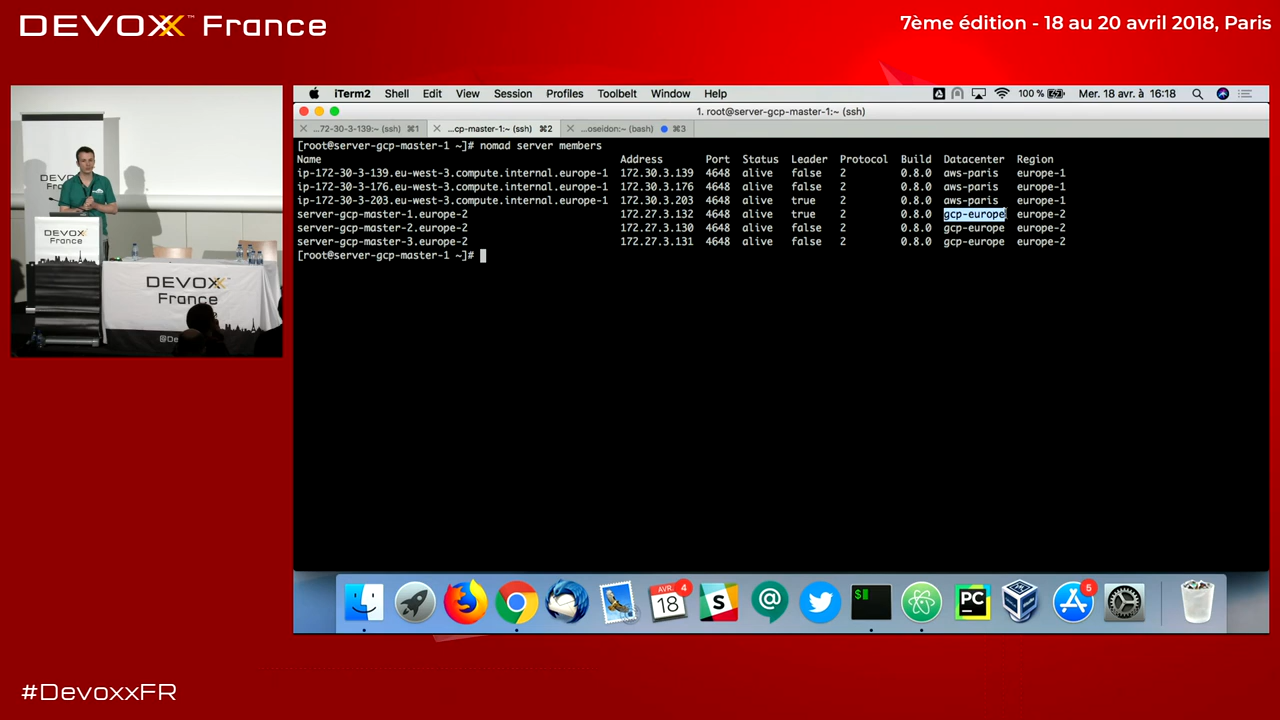 DEVOXX™ France
7ème édition - 18 au 20 avril 2018, Paris
DEVOXX
France
DEVOXX
France
@De
iTerm2 Shell Edit View Session Profiles Toolbelt Window Help 100 % Mer. 18 avr. à 16:18
1. root@server-gcp-master-1:~ (ssh)
...72-30-3-139:~ (ssh) ⌘1 ...cp-master-1:~ (ssh) ⌘2 ...oseidon:~ (bash) ⌘3
[root@server-gcp-master-1 ~]# nomad server members
Name Address Port Status Leader Protocol Build Datacenter Region
ip-172-30-3-139.eu-west-3.compute.internal.europe-1 172.30.3.139 4648 alive false 2 0.8.0 aws-paris europe-1
ip-172-30-3-176.eu-west-3.compute.internal.europe-1 172.30.3.176 4648 alive false 2 0.8.0 aws-paris europe-1
ip-172-30-3-203.eu-west-3.compute.internal.europe-1 172.30.3.203 4648 alive true 2 0.8.0 aws-paris europe-1
server-gcp-master-1.europe-2 172.27.3.132 4648 alive true 2 0.8.0 gcp-europe europe-2
server-gcp-master-2.europe-2 172.27.3.130 4648 alive false 2 0.8.0 gcp-europe europe-2
server-gcp-master-3.europe-2 172.27.3.131 4648 alive false 2 0.8.0 gcp-europe europe-2
[root@server-gcp-master-1 ~]#
AVR. 4
18
S
@
$
PC
5
#DevoxxFR